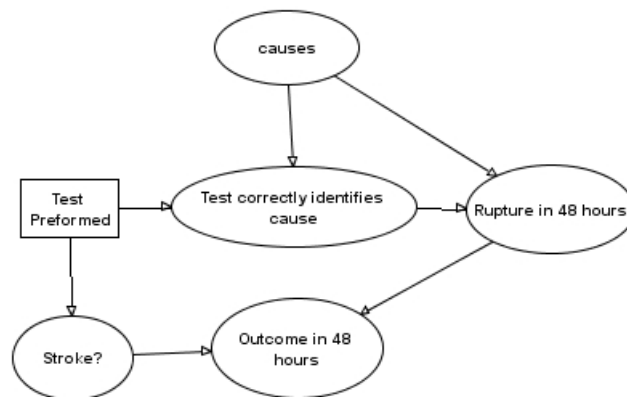 causes
Test
Preformed
Test correctly identifies
cause
Rupture in 48 hours
Stroke?
Outcome in 48
hours